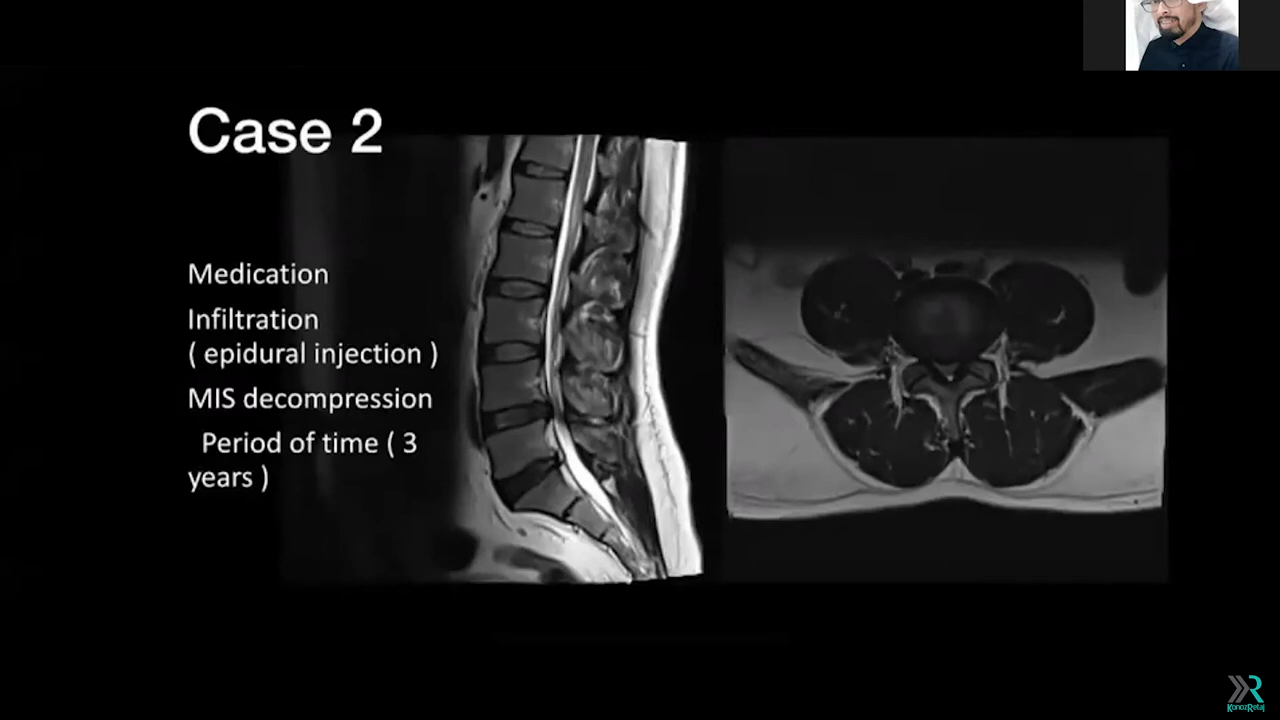 Case 2
Medication
Infiltration
( epidural injection )
MIS decompression
Period of time ( 3
years )
KonozRetaj